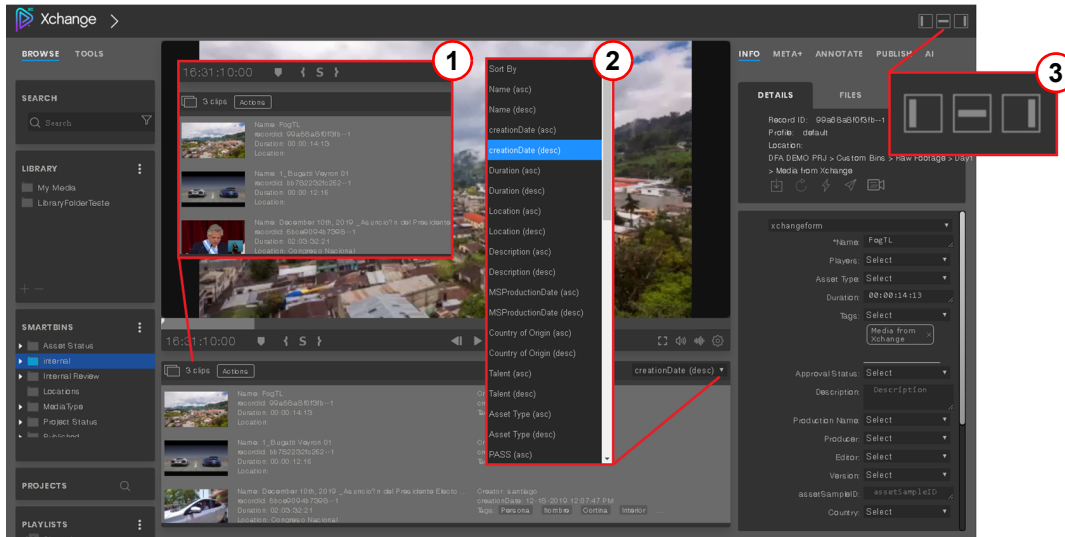 Xchange >
BROWSE TOOLS
SEARCH
Search
LIBRARY
My Media
LibraryFolderTeste
SMARTBINS
Asset Status
internal
Internal Review
Locations
MediaType
Project Status
Published
PROJECTS
PLAYLISTS
1
16:31:10:00 { S }
3 clips Actions
Name: FogTL
recordid: 99a68a8f0f3fb--1
Duration: 00:00:14:13
Location:
Name: 1_Bugatti Veyron 01
recordid: bb782232fc262--1
Duration: 00:00:12:16
Location:
Name: December 10th, 2019 _Asuncio'!n del Presidente
recordid: 6bce9094b7395--1
Duration: 02:03:32:21
Location: Congreso Nacional
2
Sort By
Name (asc)
Name (desc)
creationDate (asc)
creationDate (desc)
Duration (asc)
Duration (desc)
Location (asc)
Location (desc)
Description (asc)
Description (desc)
MSProductionDate (asc)
MSProductionDate (desc)
Country of Origin (asc)
Country of Origin (desc)
Talent (asc)
Talent (desc)
Asset Type (asc)
Asset Type (desc)
PASS (asc)
16:31:10:00 { S }
3 clips Actions
creationDate (desc)
Name: FogTL
recordid: 99a68a8f0f3fb--1
Duration: 00:00:14:13
Location:
Name: 1_Bugatti Veyron 01
recordid: bb782232fc262--1
Duration: 00:00:12:16
Location:
Name: December 10th, 2019 _Asuncio'!n del Presidente Electo ...
recordid: 6bce9094b7395--1
Duration: 02:03:32:21
Location: Congreso Nacional
Creator: santiago
creationDate: 12-16-2019 12:07:47 PM
Tags: Persona hombre Cortina Interior ...
INFO META+ ANNOTATE PUBLISH AI
3
DETAILS FILES
Record ID: 99a68a8f0f3fb--1
Profile: default
Location:
DFA DEMO PRJ > Custom Bins > Raw Footage > Day1
> Media from Xchange
xchangeform
*Name: FogTL
Players: Select
Asset Type: Select
Duration: 00:00:14:13
Tags: Select
Media from
Xchange ×
Approval Status: Select
Description: Description
Production Name: Select
Producer: Select
Editor: Select
Version: Select
assetSampleID: assetSampleID
Country: Select